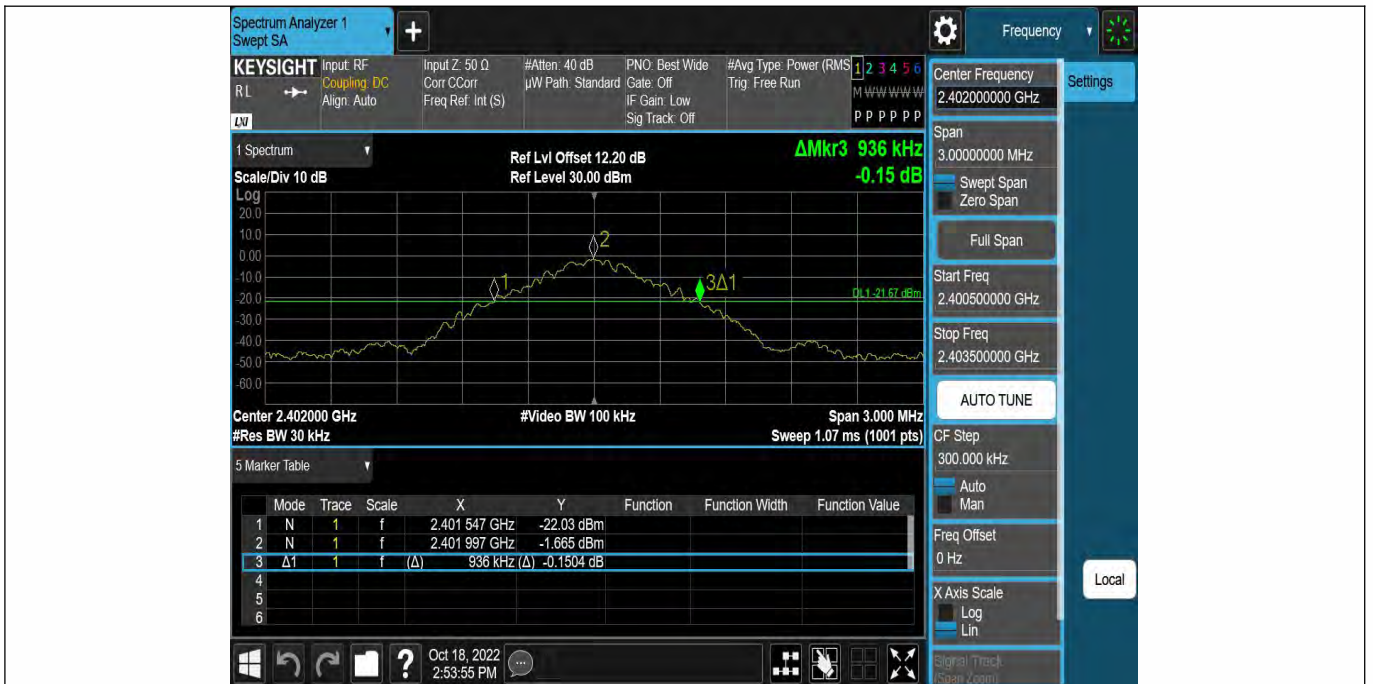 Spectrum Analyzer 1
Swept SA
+
Frequency
KEYSIGHT
RL
LXI
Input: RF
Coupling: DC
Align: Auto
Input Z: 50 Ω
Corr CCorr
Freq Ref: Int (S)
#Atten: 40 dB
µW Path: Standard
PNO: Best Wide
Gate: Off
IF Gain: Low
Sig Track: Off
#Avg Type: Power (RMS
Trig: Free Run
1 2 3 4 5 6
M W W W W W
P P P P P P
1 Spectrum
Scale/Div 10 dB
Ref Lvl Offset 12.20 dB
Ref Level 30.00 dBm
ΔMkr3 936 kHz
-0.15 dB
Log
20.0
10.0
0.00
-10.0
-20.0
-30.0
-40.0
-50.0
-60.0
1
2
3Δ1
DL1 -21.67 dBm
Center 2.402000 GHz
#Video BW 100 kHz
Span 3.000 MHz
#Res BW 30 kHz
Sweep 1.07 ms (1001 pts)
5 Marker Table
Mode Trace Scale X Y Function Function Width Function Value
1 N 1 f 2.401 547 GHz -22.03 dBm
2 N 1 f 2.401 997 GHz -1.665 dBm
3 Δ1 1 f (Δ) 936 kHz (Δ) -0.1504 dB
4
5
6
?
Oct 18, 2022
2:53:55 PM
Center Frequency
2.402000000 GHz
Settings
Span
3.00000000 MHz
Swept Span
Zero Span
Full Span
Start Freq
2.400500000 GHz
Stop Freq
2.403500000 GHz
AUTO TUNE
CF Step
300.000 kHz
Auto
Man
Freq Offset
0 Hz
X Axis Scale
Log
Lin
Signal Track
(Span Zoom)
Local